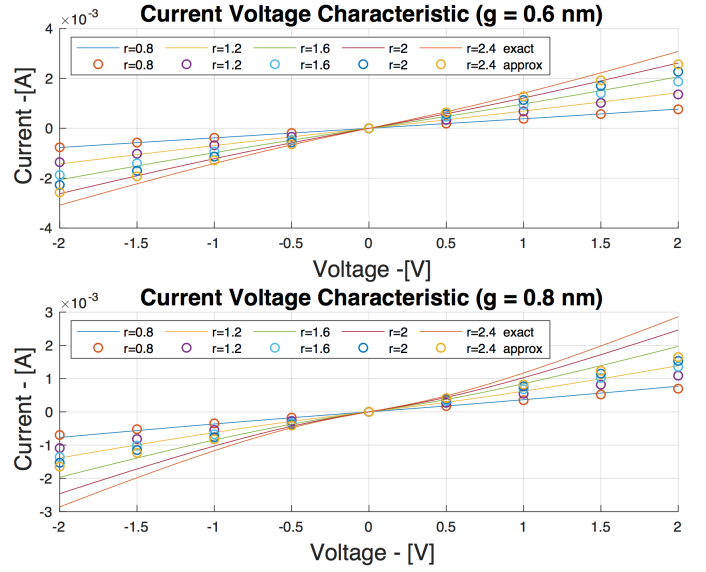 Current Voltage Characteristic (g = 0.6 nm)
×10-3
4
2
0
-2
-4
Current -[A]
r=0.8 r=1.2 r=1.6 r=2 r=2.4 exact
r=0.8 r=1.2 r=1.6 r=2 r=2.4 approx
-2 -1.5 -1 -0.5 0 0.5 1 1.5 2
Voltage -[V]
Current Voltage Characteristic (g = 0.8 nm)
×10-3
3
2
1
0
-1
-2
-3
Current - [A]
r=0.8 r=1.2 r=1.6 r=2 r=2.4 exact
r=0.8 r=1.2 r=1.6 r=2 r=2.4 approx
-2 -1.5 -1 -0.5 0 0.5 1 1.5 2
Voltage - [V]